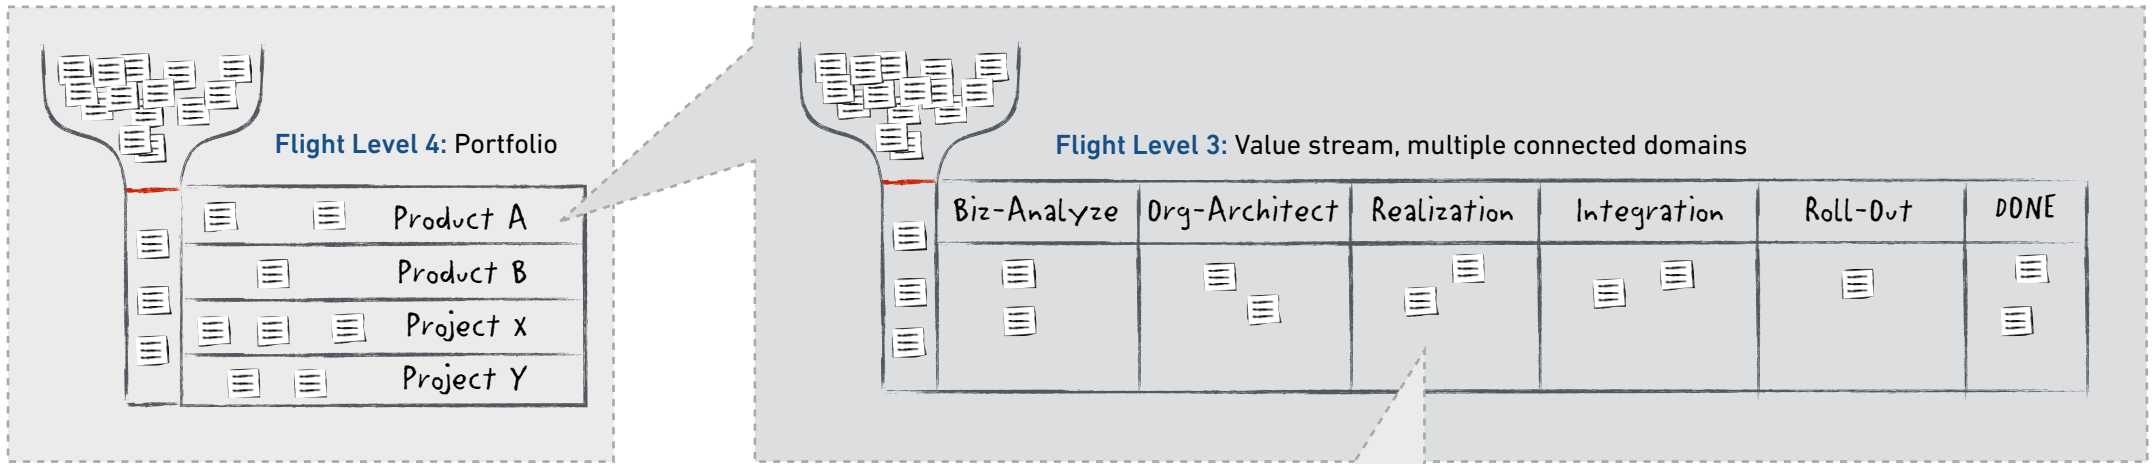 Flight Level 4: Portfolio
Product A
Product B
Project X
Project Y
Flight Level 3: Value stream, multiple connected domains
Biz-Analyze
Org-Architect
Realization
Integration
Roll-Out
DONE